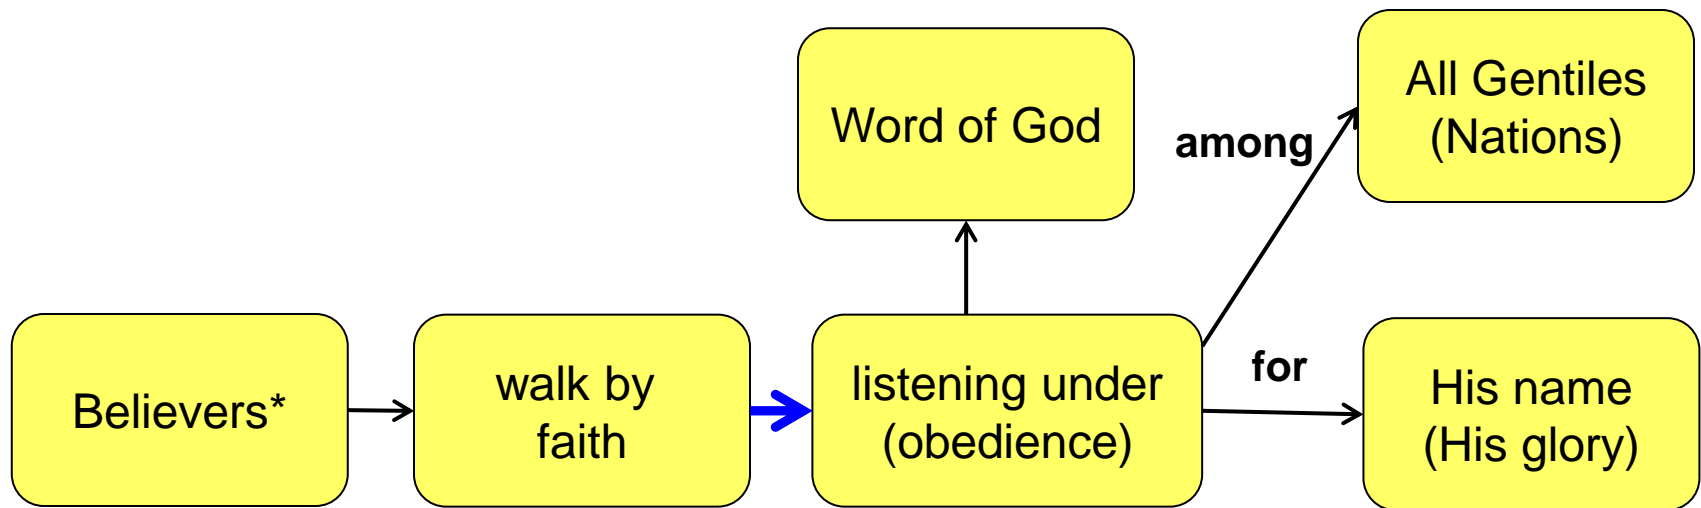 Word of God
among
All Gentiles
(Nations)
Believers*
walk by
faith
listening under
(obedience)
for
His name
(His glory)